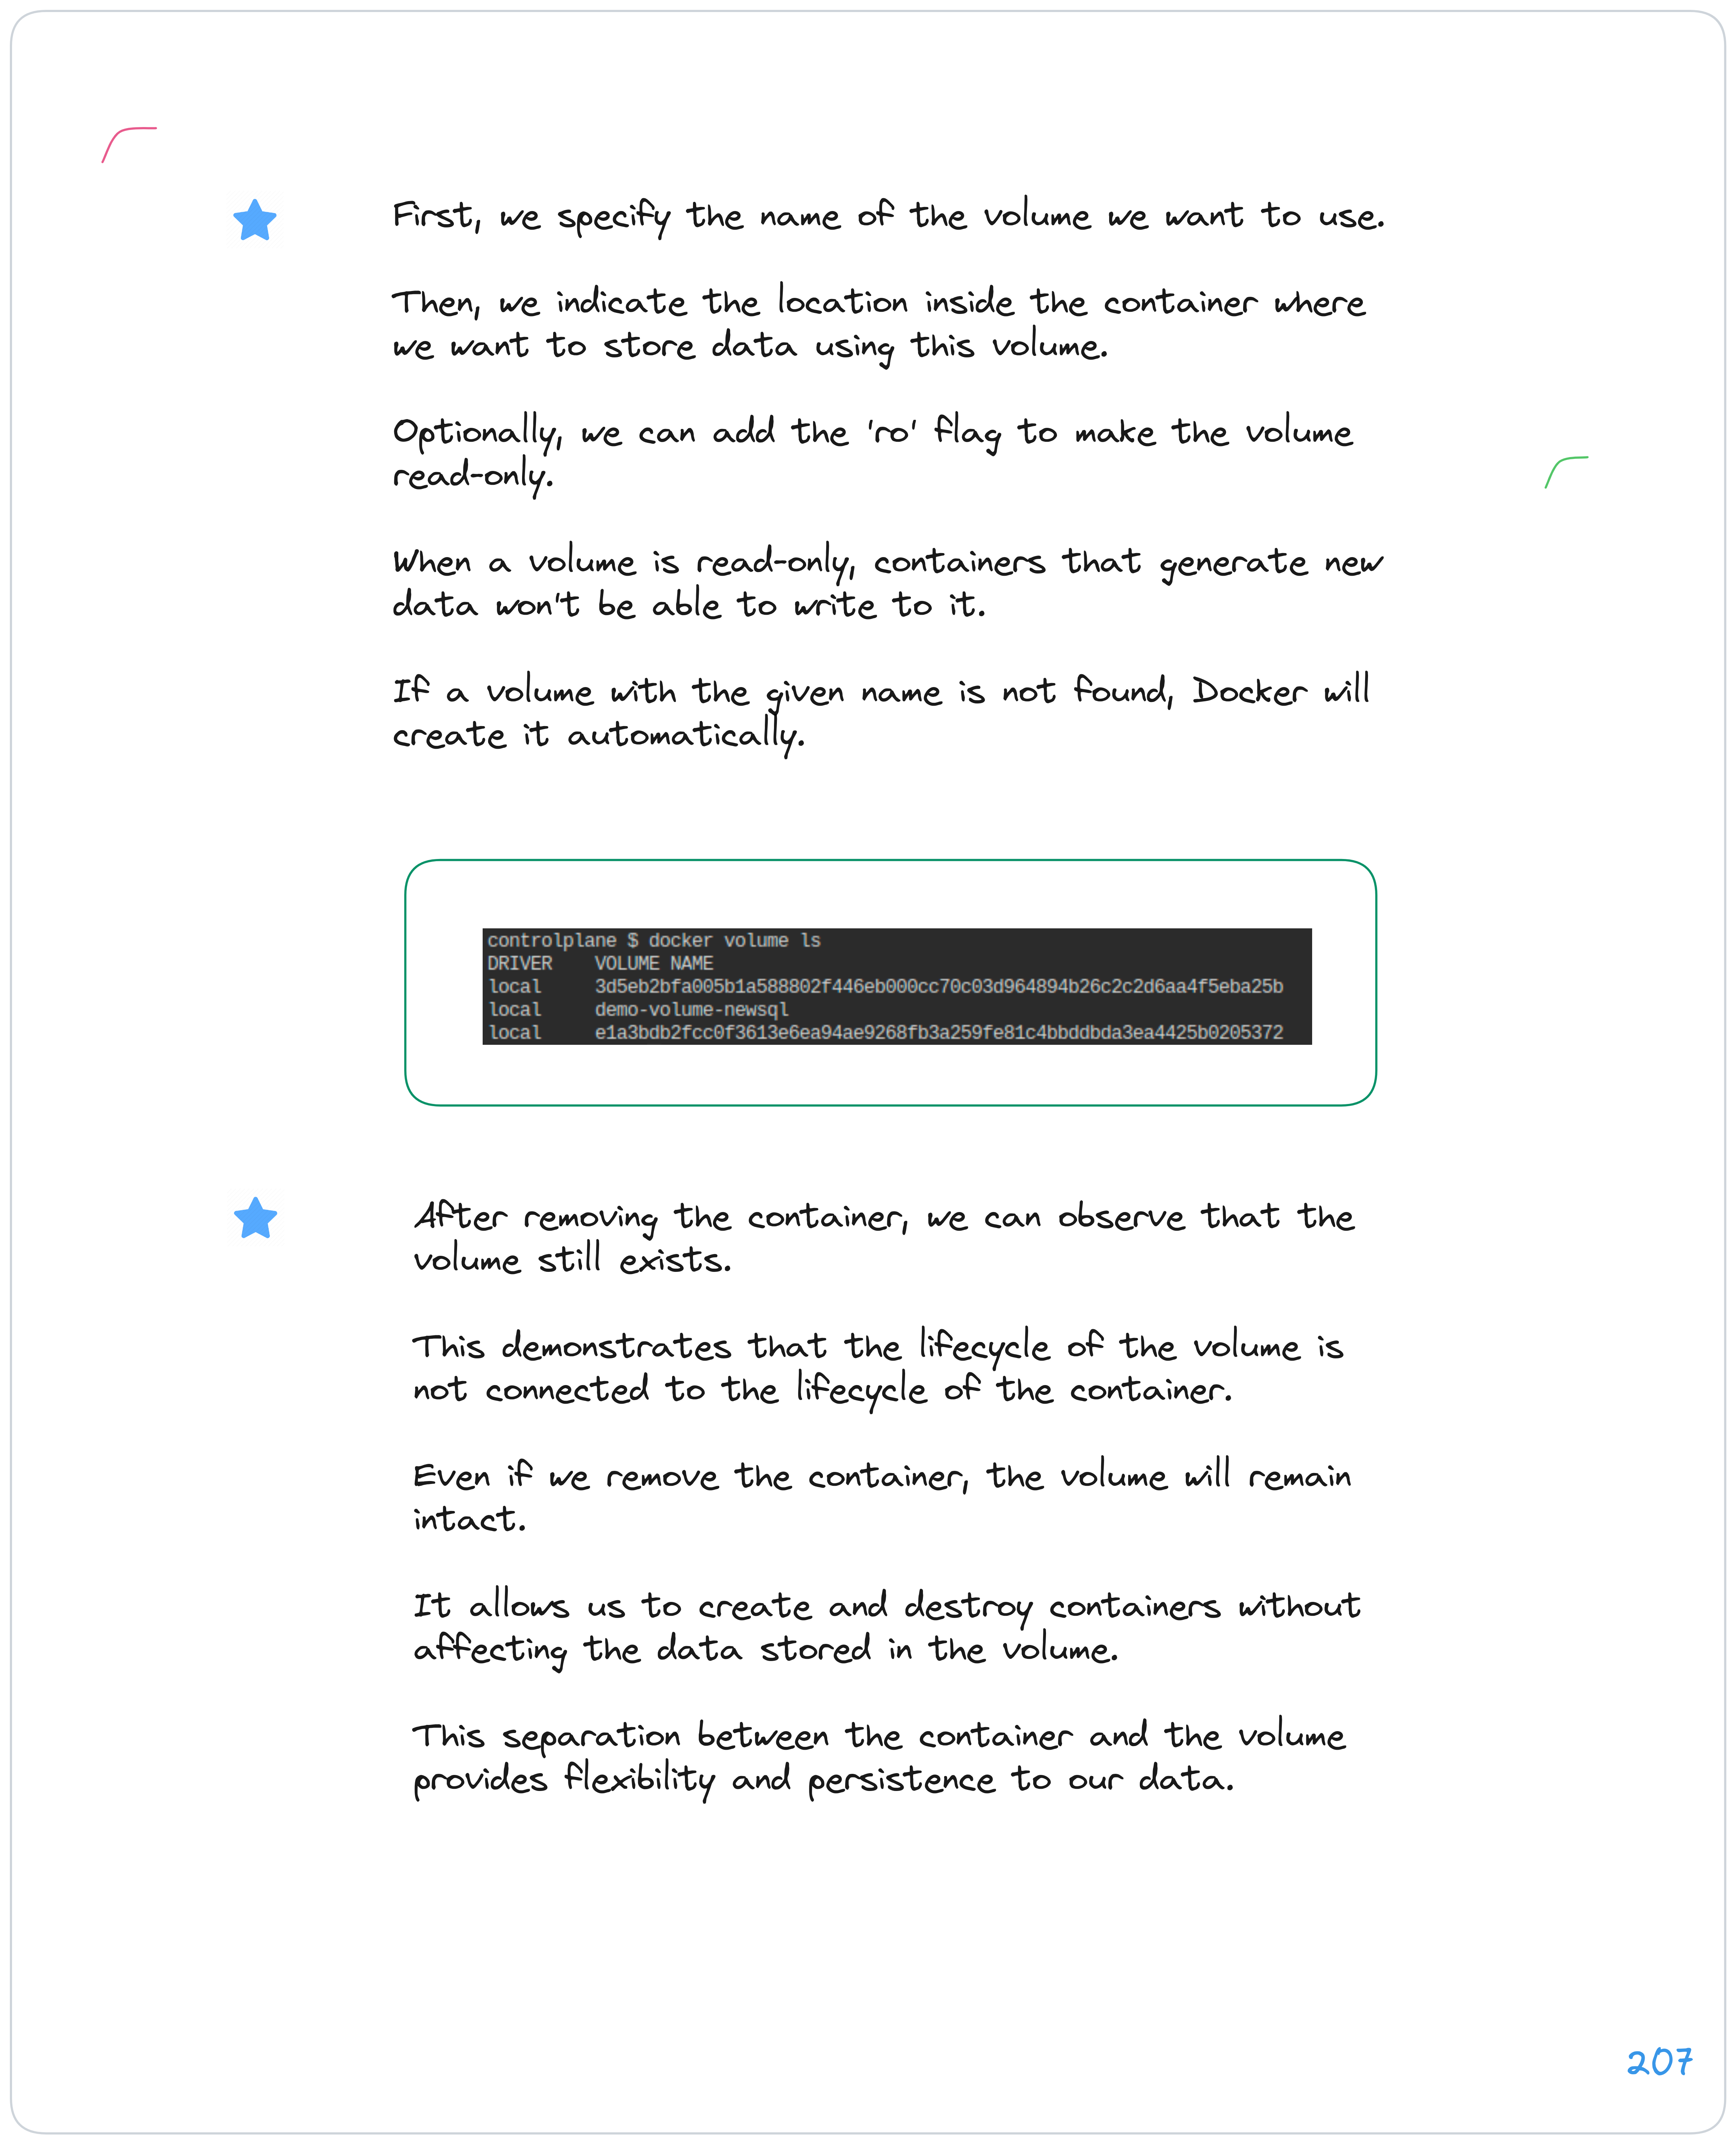 First, we specify the name of the volume we want to use.
Then, we indicate the location inside the container where
we want to store data using this volume.
Optionally, we can add the 'ro' flag to make the volume
read-only.
When a volume is read-only, containers that generate new
data won't be able to write to it.
If a volume with the given name is not found, Docker will
create it automatically.
controlplane $ docker volume ls
DRIVER    VOLUME NAME
local     3d5eb2bfa005b1a588802f446eb000cc70c03d964894b26c2c2d6aa4f5eba25b
local     demo-volume-newsql
local     e1a3bdb2fcc0f3613e6ea94ae9268fb3a259fe81c4bbddbda3ea4425b0205372
After removing the container, we can observe that the
volume still exists.
This demonstrates that the lifecycle of the volume is
not connected to the lifecycle of the container.
Even if we remove the container, the volume will remain
intact.
It allows us to create and destroy containers without
affecting the data stored in the volume.
This separation between the container and the volume
provides flexibility and persistence to our data.
207